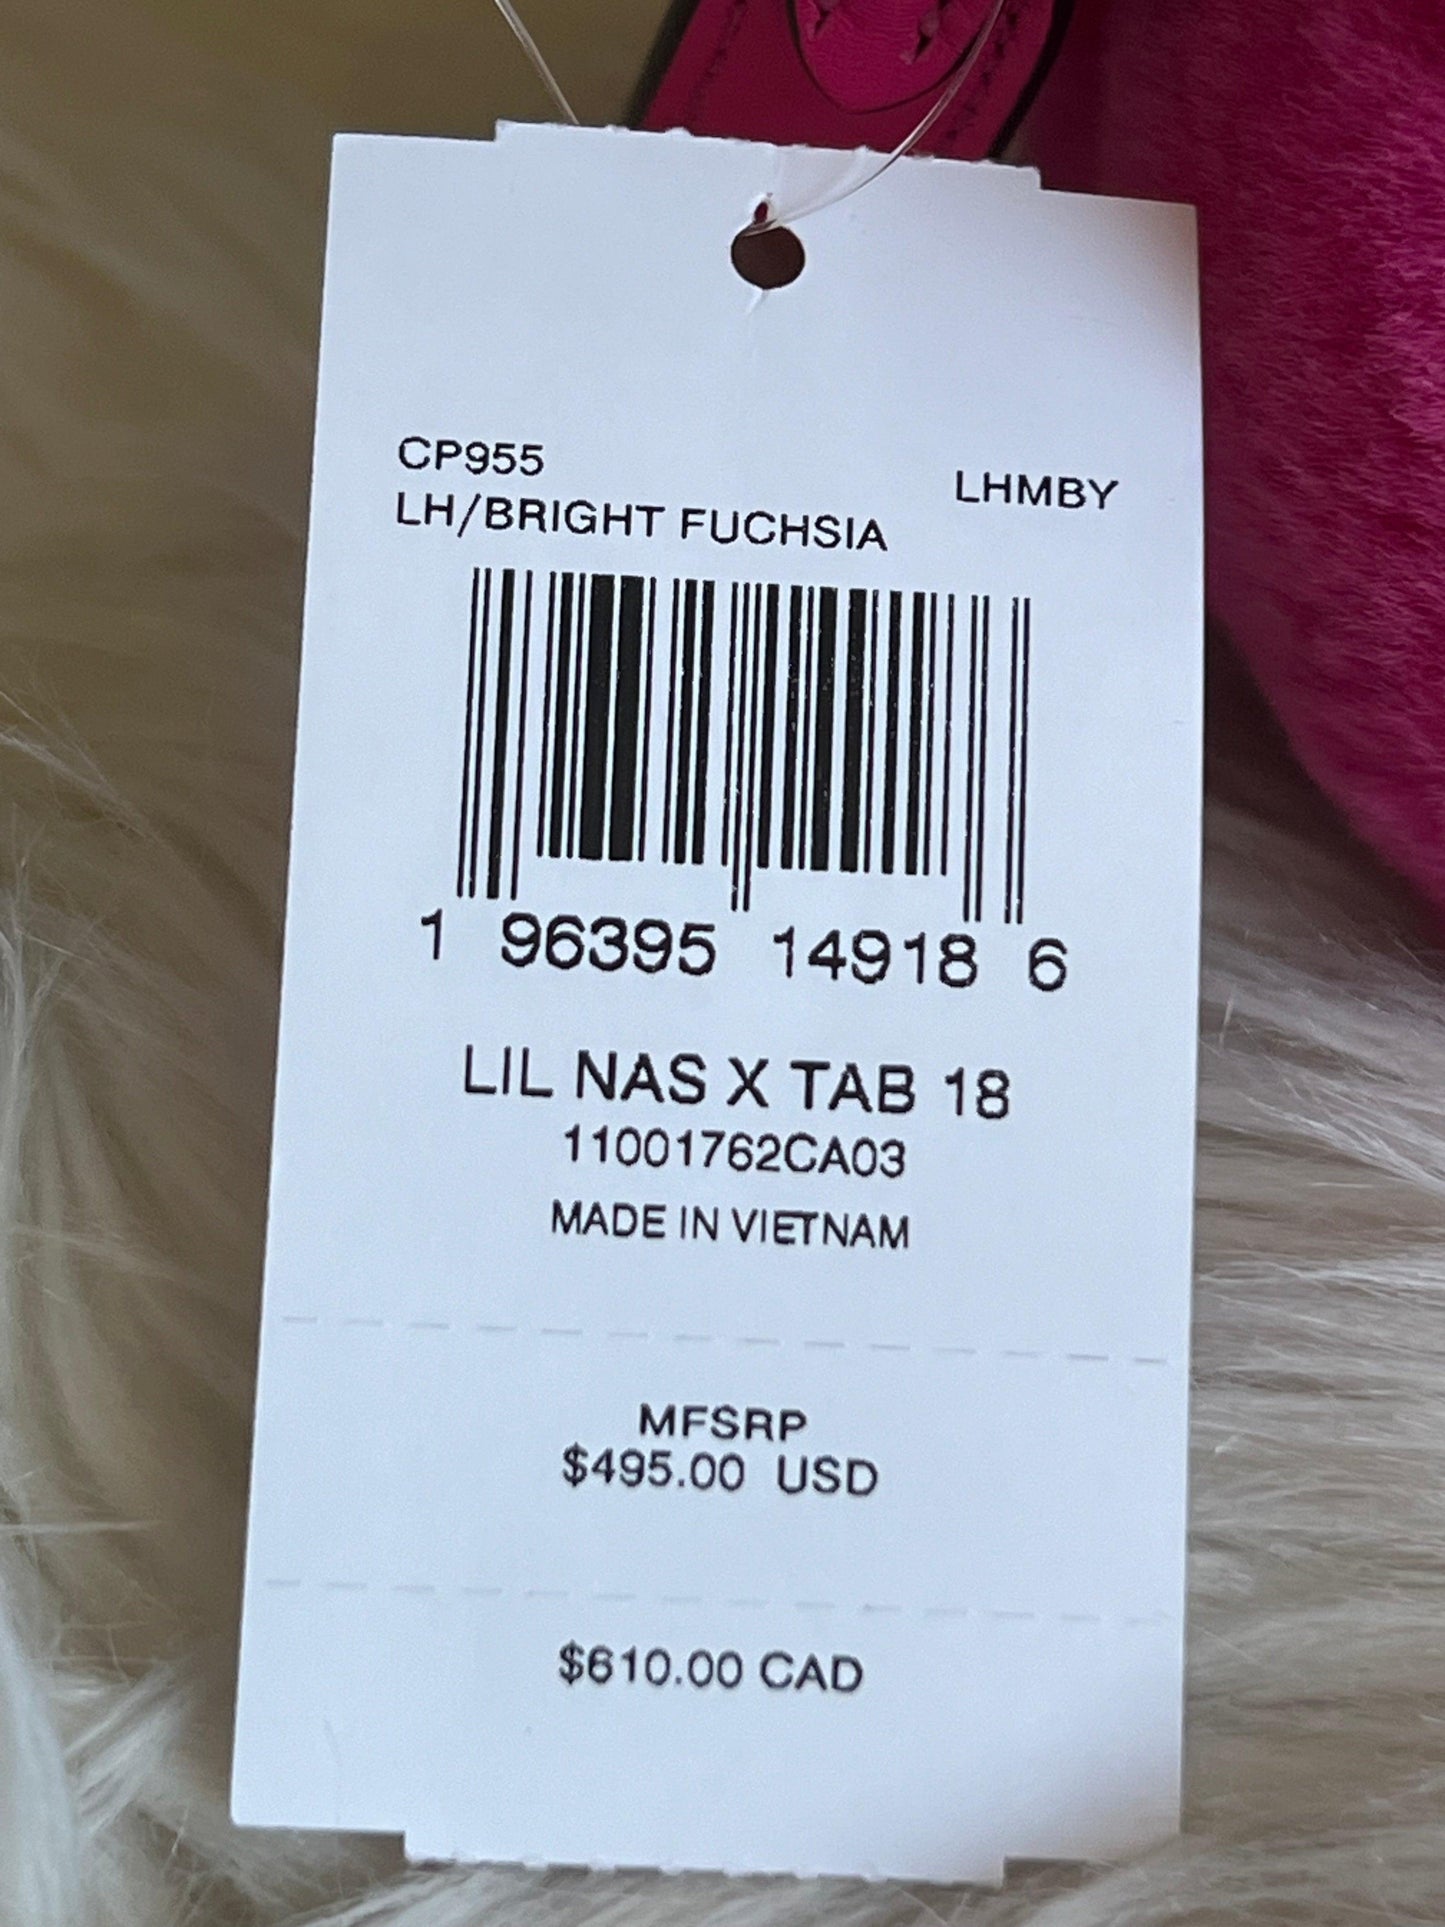 CP955 LHMBY
LH/BRIGHT FUCHSIA
1 96395 14918 6
LIL NAS X TAB 18
11001762CA03
MADE IN VIETNAM
MFSRP
$495.00 USD
$610.00 CAD